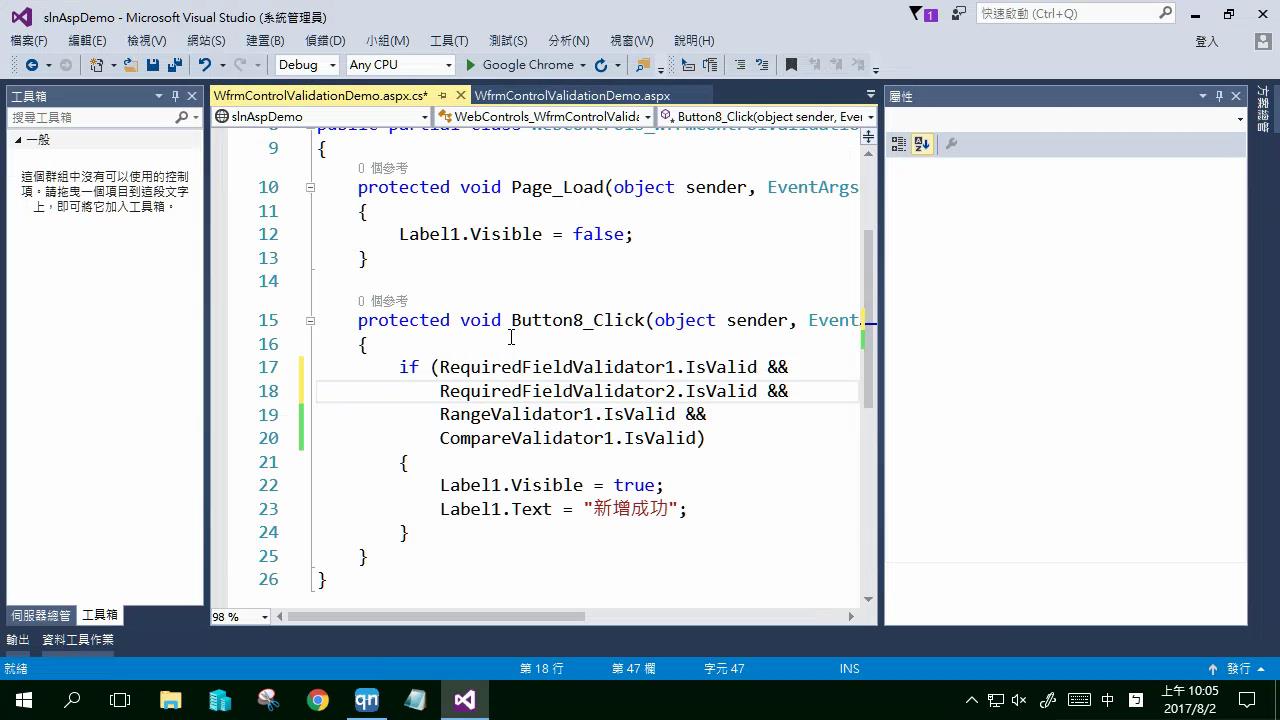 slnAspDemo - Microsoft Visual Studio (系統管理員)
1
快速啟動 (Ctrl+Q)
檔案(F) 編輯(E) 檢視(V) 網站(S) 建置(B) 偵錯(D) 小組(M) 工具(T) 測試(S) 分析(N) 視窗(W) 說明(H)
登入
Debug Any CPU Google Chrome
工具箱
WfrmControlValidationDemo.aspx.cs* WfrmControlValidationDemo.aspx
屬性
方案總管
搜尋工具箱
slnAspDemo WebControls_WfrmControlValida Button8_Click(object sender, Even
一般
這個群組中沒有可以使用的控制
項。請拖曳一個項目到這段文字
上，即可將它加入工具箱。
public partial class WebControls_WfrmControlValidation
9 {
0 個參考
10 protected void Page_Load(object sender, EventArgs
11 {
12 Label1.Visible = false;
13 }
14
0 個參考
15 protected void Button8_Click(object sender, Event
16 {
17 if (RequiredFieldValidator1.IsValid &&
18 RequiredFieldValidator2.IsValid &&
19 RangeValidator1.IsValid &&
20 CompareValidator1.IsValid)
21 {
22 Label1.Visible = true;
23 Label1.Text = "新增成功";
24 }
25 }
26 }
98 %
伺服器總管 工具箱
輸出 資料工具作業
就緒 第 18 行 第 47 欄 字元 47 INS 發行
qn
中
上午 10:05
2017/8/2